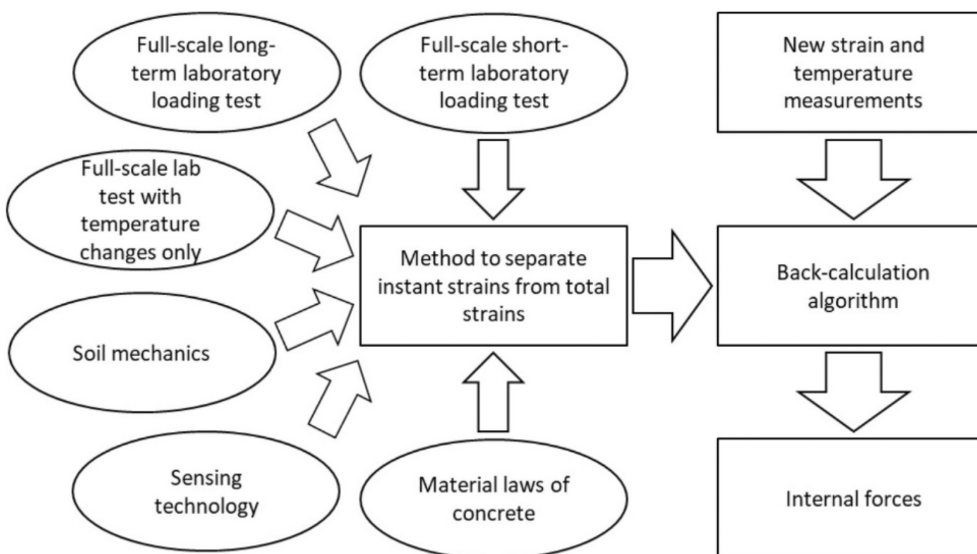 Full-scale long-
term laboratory
loading test
Full-scale short-
term laboratory
loading test
New strain and
temperature
measurements
Full-scale lab
test with
temperature
changes only
Method to separate
instant strains from total
strains
Back-calculation
algorithm
Soil mechanics
Sensing
technology
Material laws of
concrete
Internal forces